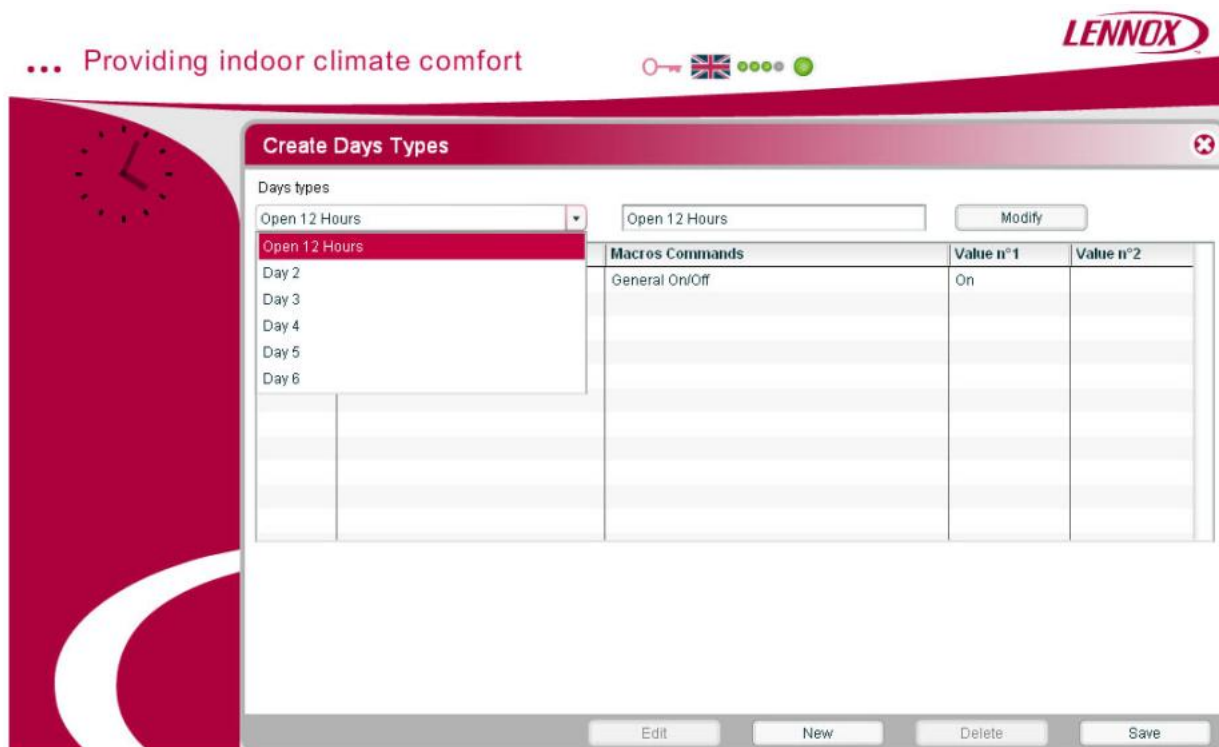 LENNOX
... Providing indoor climate comfort
Create Days Types
Days types
Open 12 Hours
Open 12 Hours
Modify
Open 12 Hours
Day 2
Day 3
Day 4
Day 5
Day 6
Macros Commands Value n°1 Value n°2
General On/Off On
Edit New Delete Save